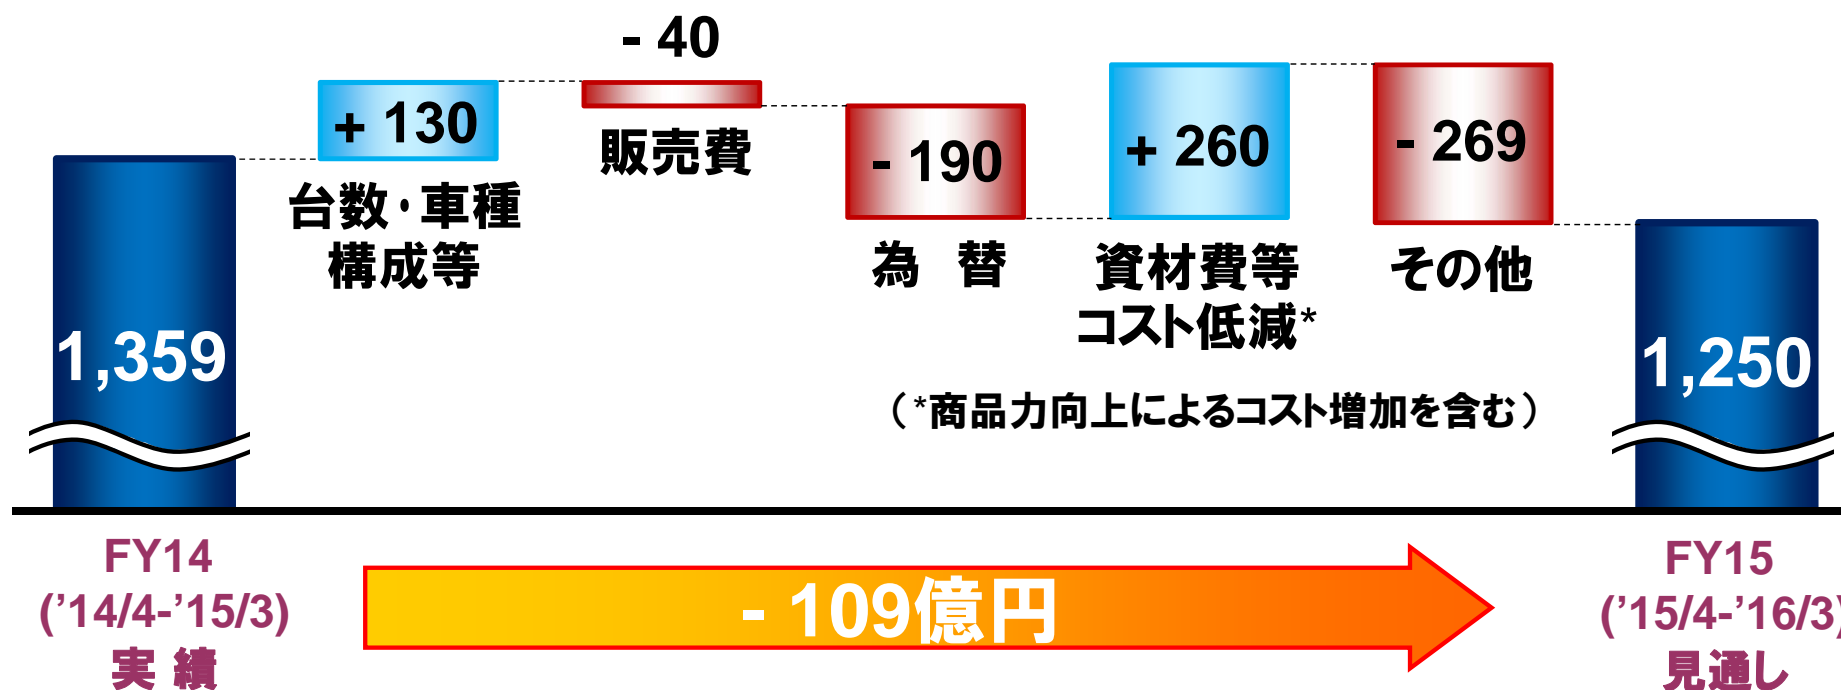 - 40
+ 130
販売費
- 190
+ 260
- 269
台数・車種
構成等
為 替
資材費等
コスト低減*
その他
1,359
1,250
（*商品力向上によるコスト増加を含む）
FY14
(’14/4-’15/3)
実 績
- 109億円
FY15
(’15/4-’16/3)
見通し